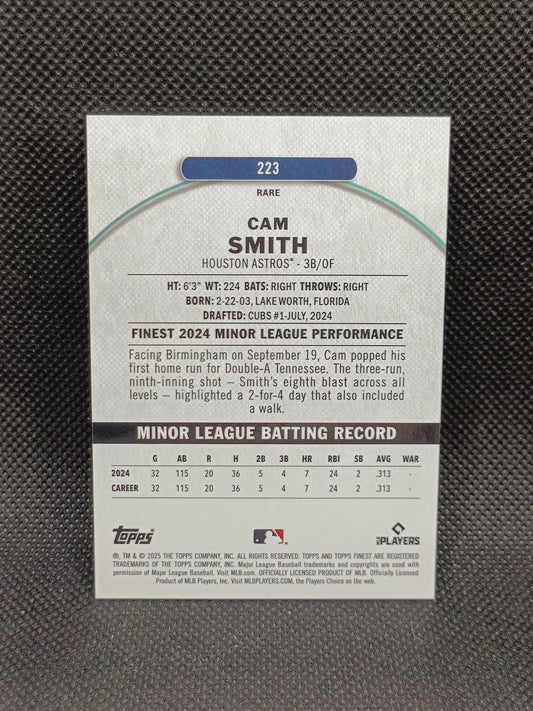 223
RARE
CAM
SMITH
HOUSTON ASTROS® - 3B/OF
HT: 6'3" WT: 224 BATS: RIGHT THROWS: RIGHT
BORN: 2-22-03, LAKE WORTH, FLORIDA
DRAFTED: CUBS #1-JULY, 2024
FINEST 2024 MINOR LEAGUE PERFORMANCE
Facing Birmingham on September 19, Cam popped his
first home run for Double-A Tennessee. The three-run,
ninth-inning shot — Smith's eighth blast across all
levels — highlighted a 2-for-4 day that also included
a walk.
MINOR LEAGUE BATTING RECORD
G AB R H 2B 3B HR RBI SB AVG WAR
2024 32 115 20 36 5 4 7 24 2 .313 -
CAREER 32 115 20 36 5 4 7 24 2 .313 -
Topps
MLB PLAYERS
®, TM & © 2025 THE TOPPS COMPANY, INC. ALL RIGHTS RESERVED. TOPPS AND TOPPS FINEST ARE REGISTERED
TRADEMARKS OF THE TOPPS COMPANY, INC. Major League Baseball trademarks and copyrights are used with
permission of Major League Baseball. Visit MLB.com. OFFICIALLY LICENSED PRODUCT OF MLB. Officially Licensed
Product of MLB Players, Inc. Visit MLBPLAYERS.COM, the Players Choice on the web.